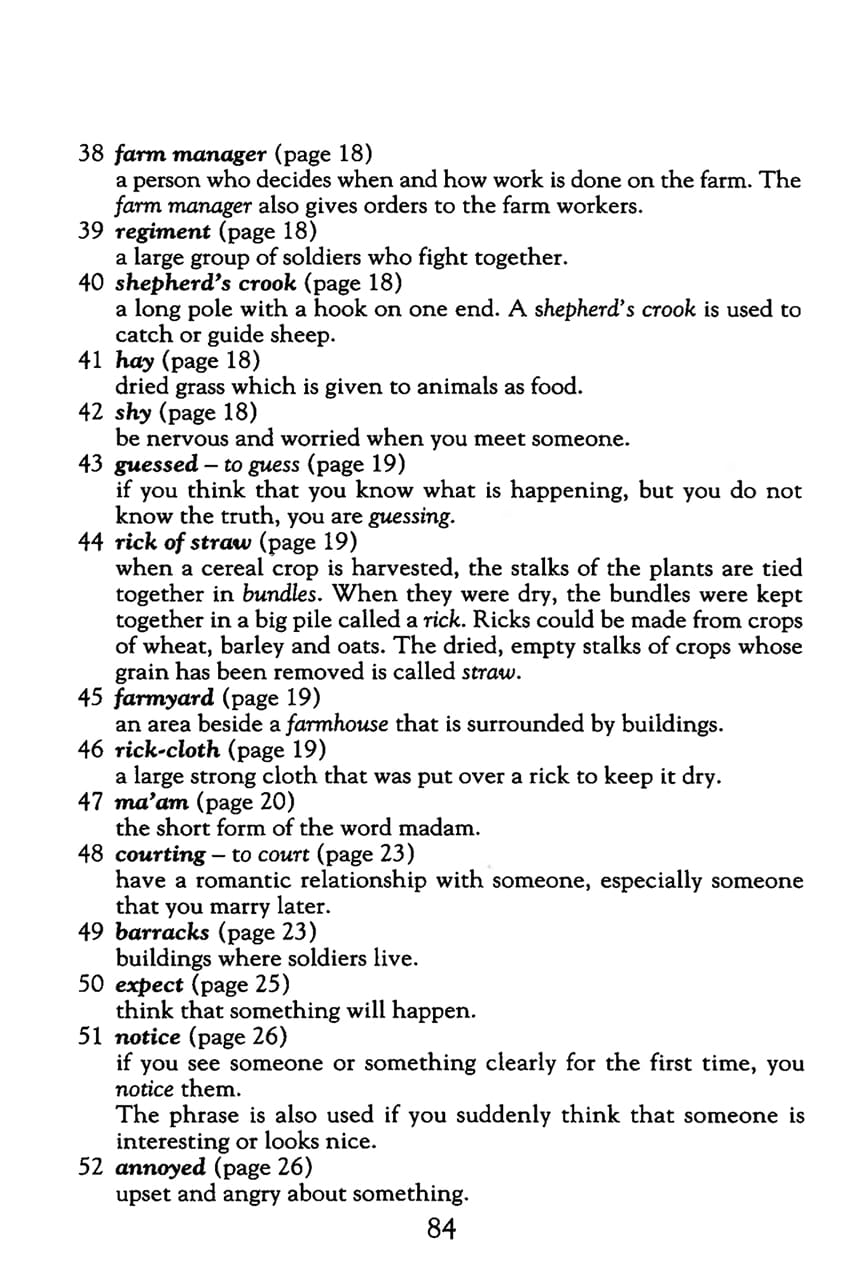 38 farm manager (page 18)
a person who decides when and how work is done on the farm. The
farm manager also gives orders to the farm workers.
39 regiment (page 18)
a large group of soldiers who fight together.
40 shepherd's crook (page 18)
a long pole with a hook on one end. A shepherd's crook is used to
catch or guide sheep.
41 hay (page 18)
dried grass which is given to animals as food.
42 shy (page 18)
be nervous and worried when you meet someone.
43 guessed – to guess (page 19)
if you think that you know what is happening, but you do not
know the truth, you are guessing.
44 rick of straw (page 19)
when a cereal crop is harvested, the stalks of the plants are tied
together in bundles. When they were dry, the bundles were kept
together in a big pile called a rick. Ricks could be made from crops
of wheat, barley and oats. The dried, empty stalks of crops whose
grain has been removed is called straw.
45 farmyard (page 19)
an area beside a farmhouse that is surrounded by buildings.
46 rick-cloth (page 19)
a large strong cloth that was put over a rick to keep it dry.
47 ma'am (page 20)
the short form of the word madam.
48 courting – to court (page 23)
have a romantic relationship with someone, especially someone
that you marry later.
49 barracks (page 23)
buildings where soldiers live.
50 expect (page 25)
think that something will happen.
51 notice (page 26)
if you see someone or something clearly for the first time, you
notice them.
The phrase is also used if you suddenly think that someone is
interesting or looks nice.
52 annoyed (page 26)
upset and angry about something.
84